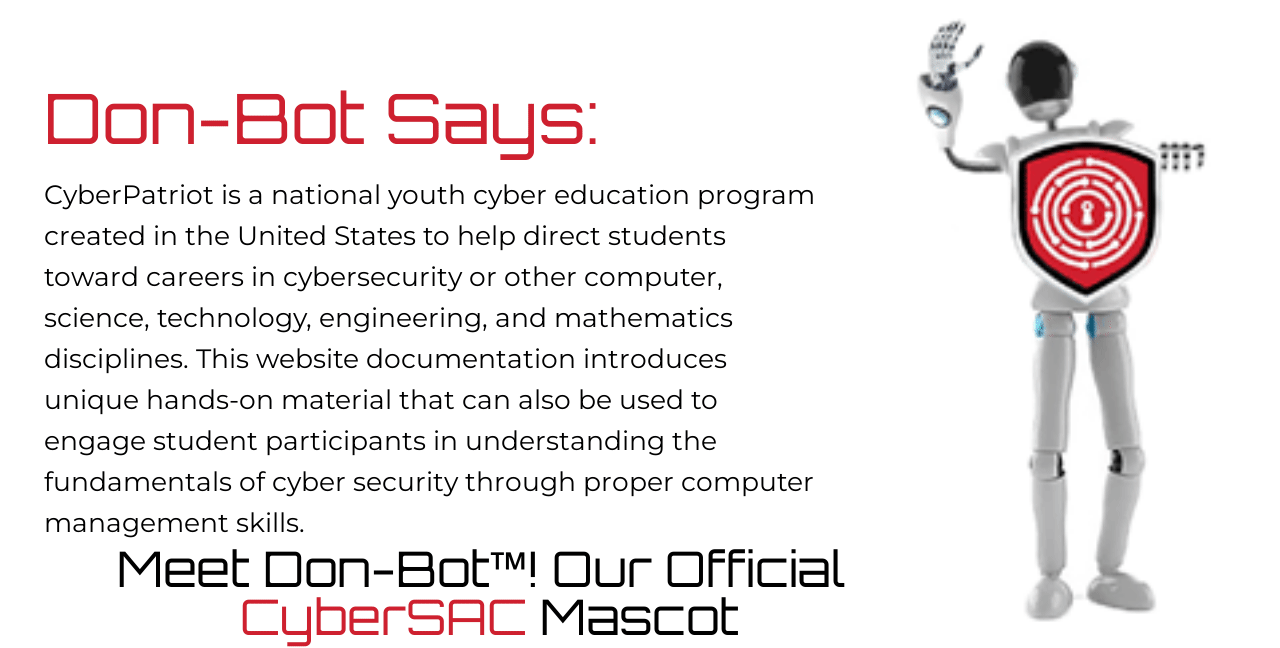 Don-Bot Says:
CyberPatriot is a national youth cyber education program
created in the United States to help direct students
toward careers in cybersecurity or other computer,
science, technology, engineering, and mathematics
disciplines. This website documentation introduces
unique hands-on material that can also be used to
engage student participants in understanding the
fundamentals of cyber security through proper computer
management skills.
Meet Don-Bot™! Our Official
CyberSAC Mascot